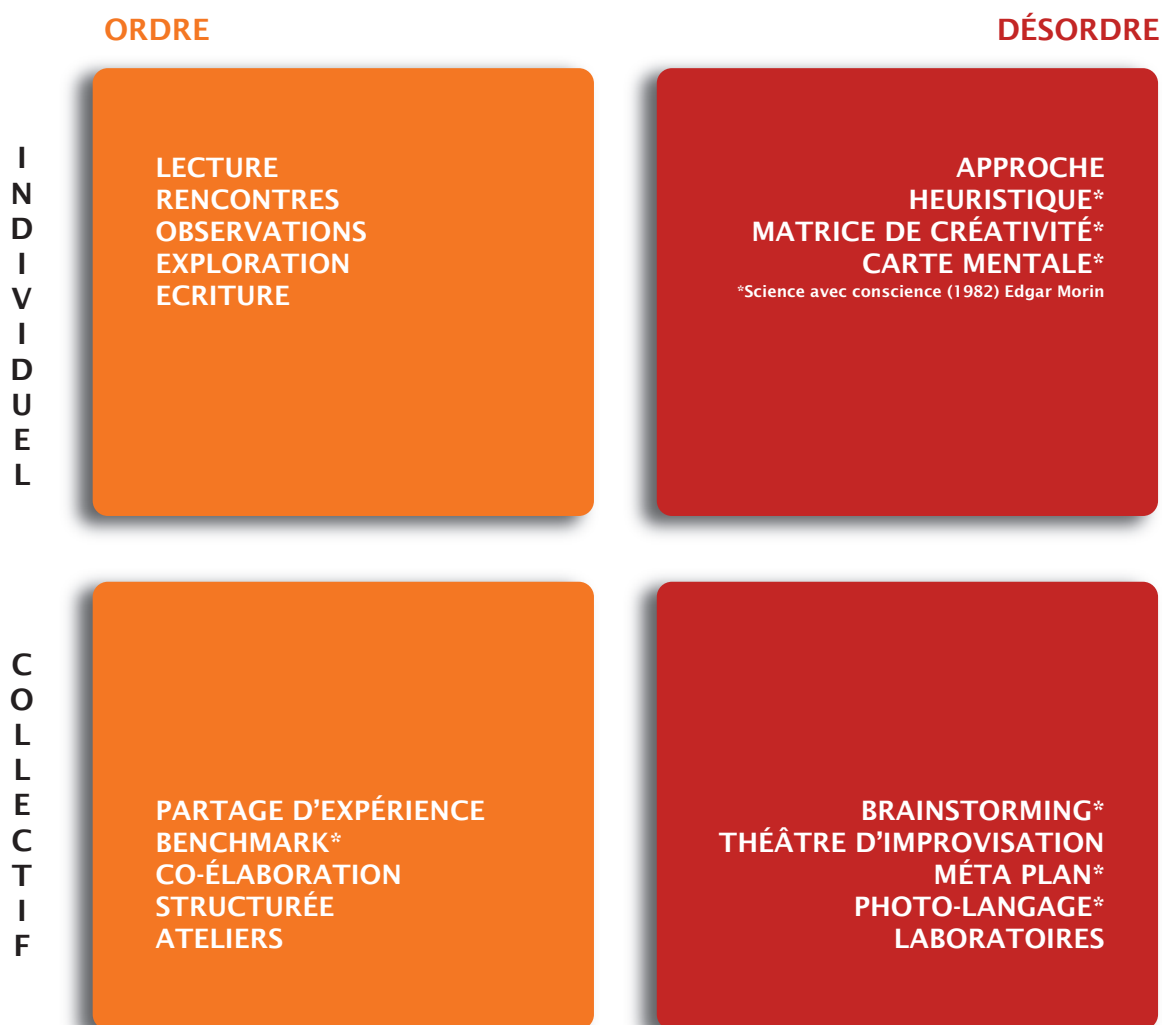 ORDRE
DÉSORDRE
INDIVIDUEL
LECTURE
RENCONTRES
OBSERVATIONS
EXPLORATION
ECRITURE
APPROCHE
HEURISTIQUE*
MATRICE DE CRÉATIVITÉ*
CARTE MENTALE*
*Science avec conscience (1982) Edgar Morin
COLLECTIF
PARTAGE D’EXPÉRIENCE
BENCHMARK*
CO-ÉLABORATION
STRUCTURÉE
ATELIERS
BRAINSTORMING*
THÉÂTRE D’IMPROVISATION
MÉTA PLAN*
PHOTO-LANGAGE*
LABORATOIRES